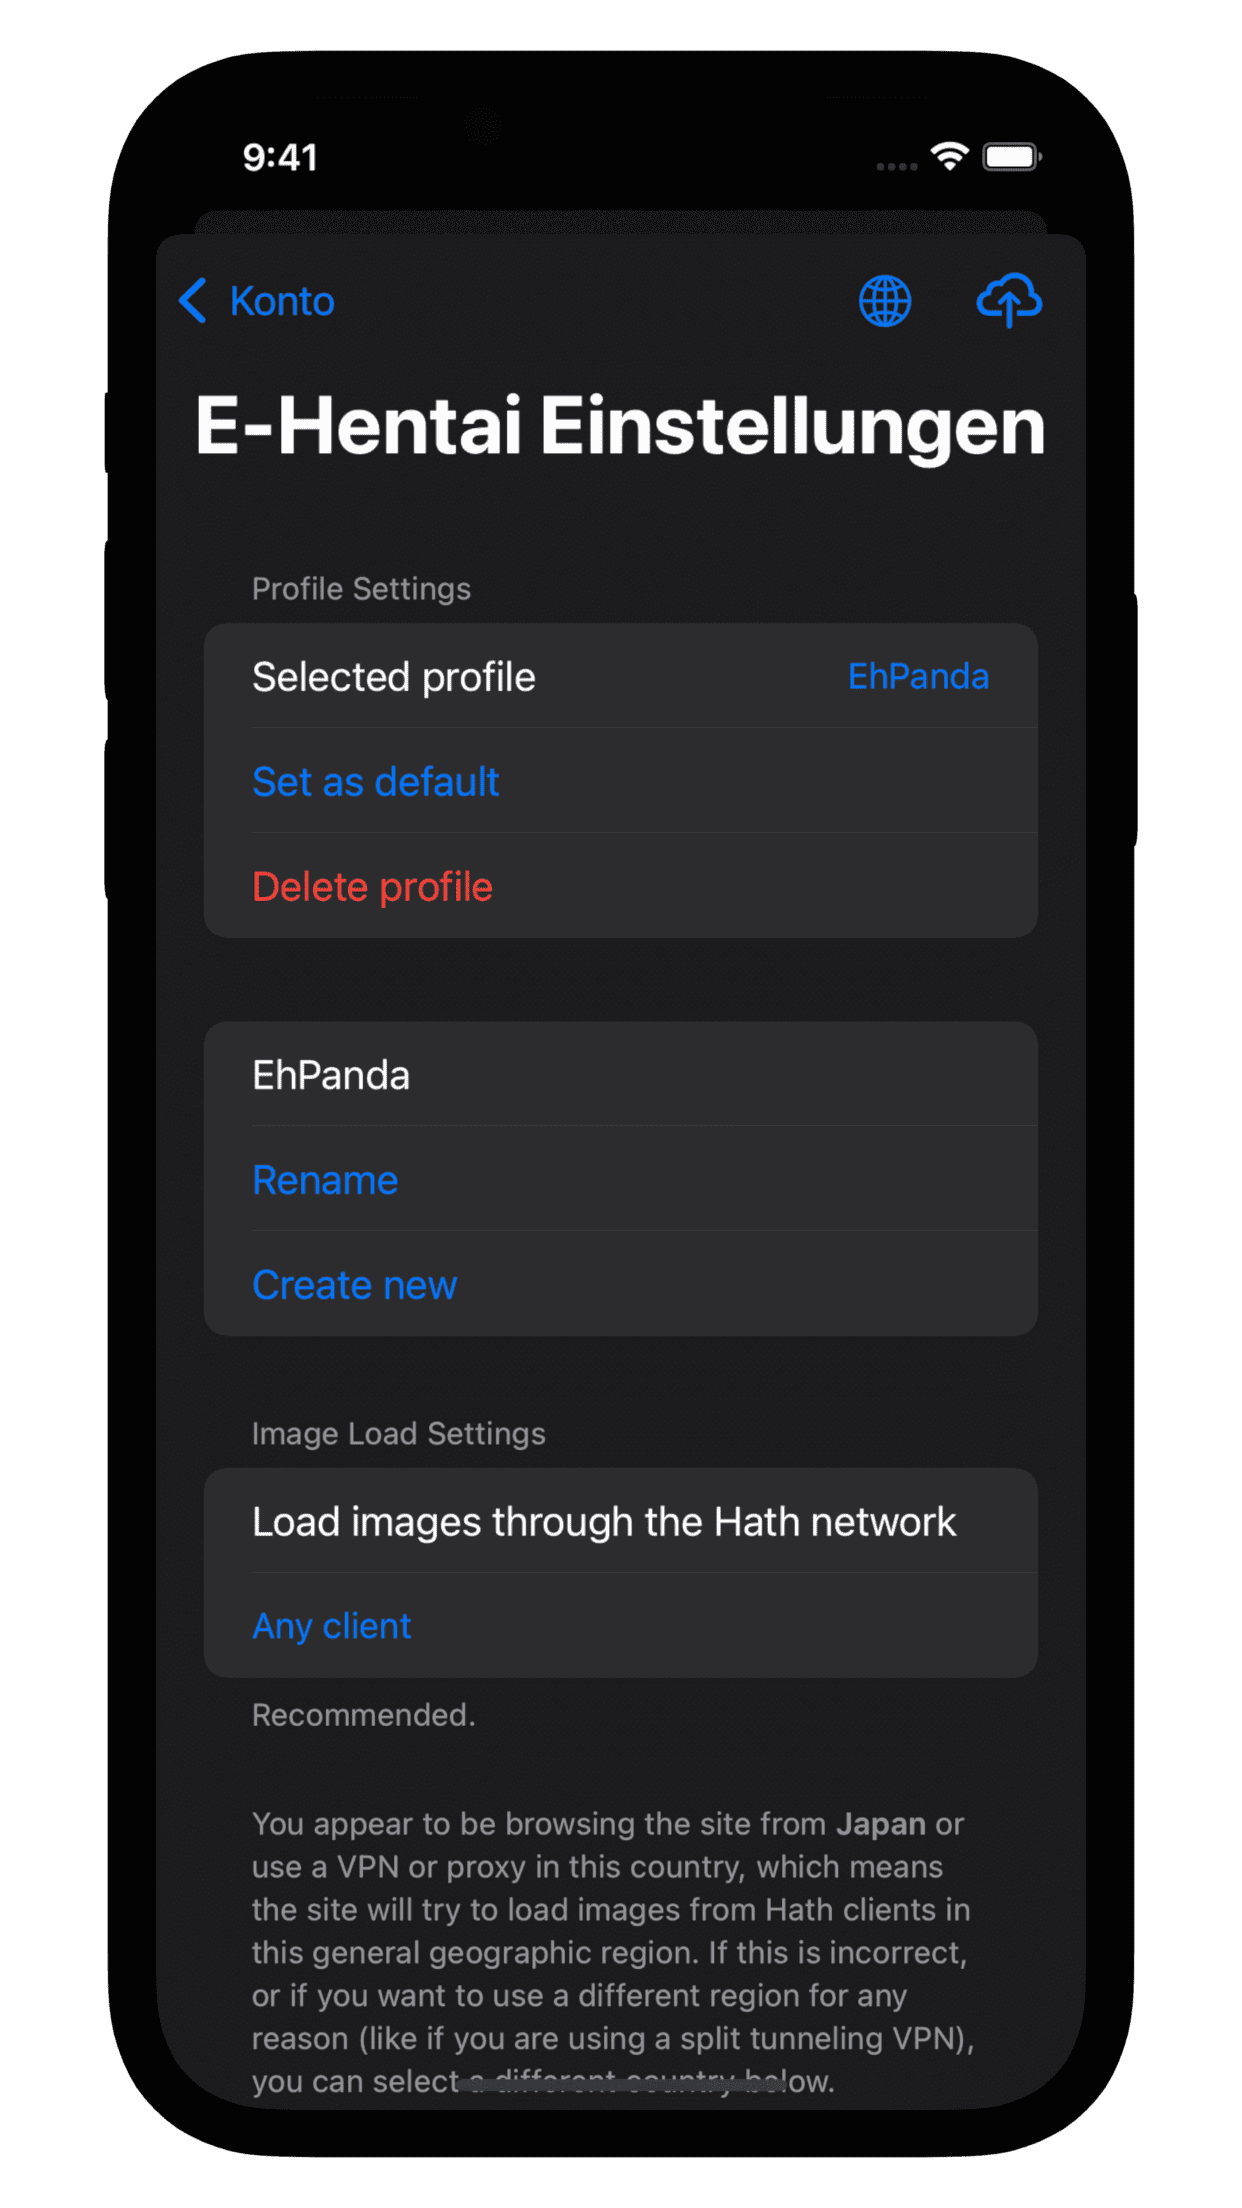 9:41
Konto
E-Hentai Einstellungen
Profile Settings
Selected profile EhPanda
Set as default
Delete profile
EhPanda
Rename
Create new
Image Load Settings
Load images through the Hath network
Any client
Recommended.
You appear to be browsing the site from Japan or
use a VPN or proxy in this country, which means
the site will try to load images from Hath clients in
this general geographic region. If this is incorrect,
or if you want to use a different region for any
reason (like if you are using a split tunneling VPN),
you can select a different country below.